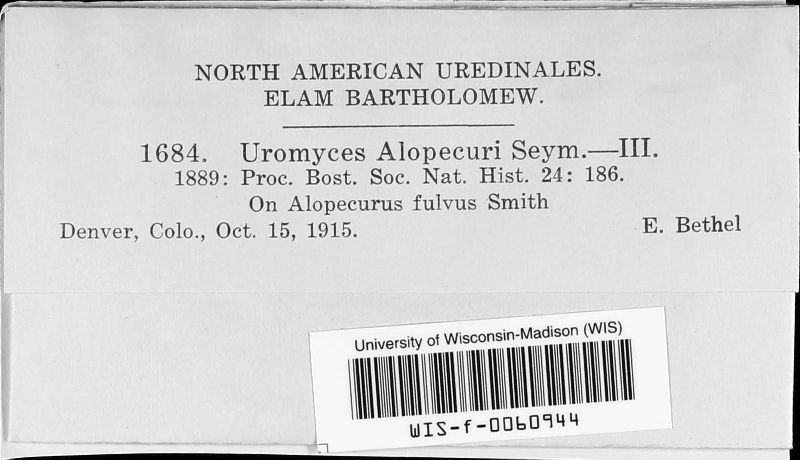 NORTH AMERICAN UREDINALES.
ELAM BARTHOLOMEW.
1684. Uromyces Alopecuri Seym.—III.
1889: Proc. Bost. Soc. Nat. Hist. 24: 186.
On Alopecurus fulvus Smith
Denver, Colo., Oct. 15, 1915. E. Bethel
University of Wisconsin-Madison (WIS)
WIS-f-0060944